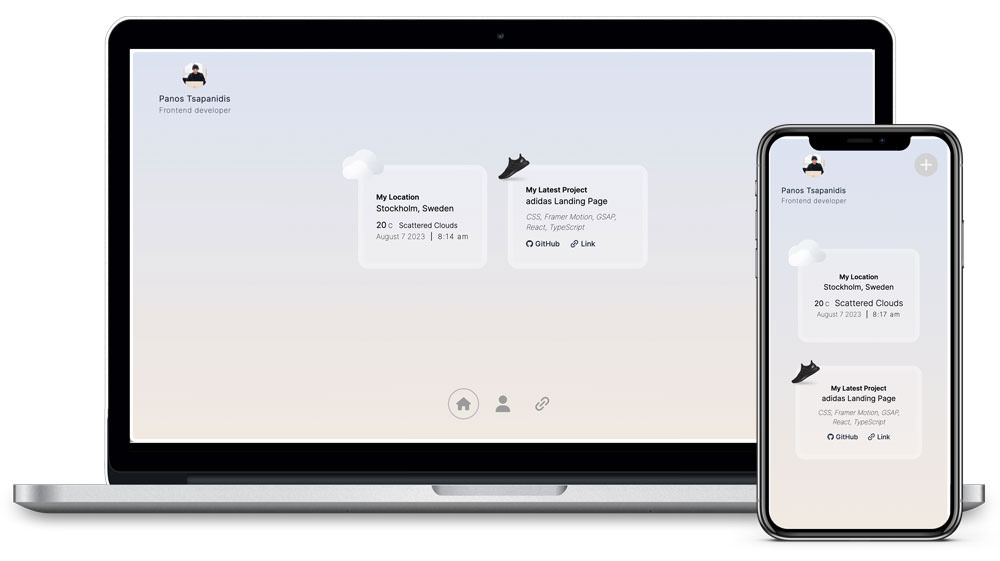 Panos Tsapanidis
Frontend developer
My Location
Stockholm, Sweden
20 C Scattered Clouds
August 7 2023 | 8:14 am
My Latest Project
adidas Landing Page
CSS, Framer Motion, GSAP,
React, TypeScript
GitHub Link
Panos Tsapanidis
Frontend developer
My Location
Stockholm, Sweden
20 C Scattered Clouds
August 7 2023 | 8:17 am
My Latest Project
adidas Landing Page
CSS, Framer Motion, GSAP,
React, TypeScript
GitHub Link